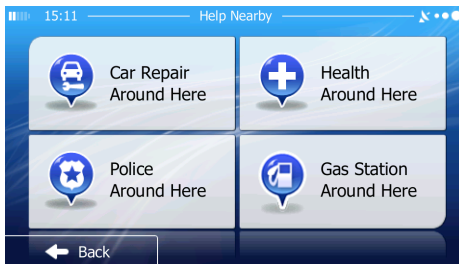 15:11
Help Nearby
Car Repair
Around Here
Health
Around Here
Police
Around Here
Gas Station
Around Here
Back